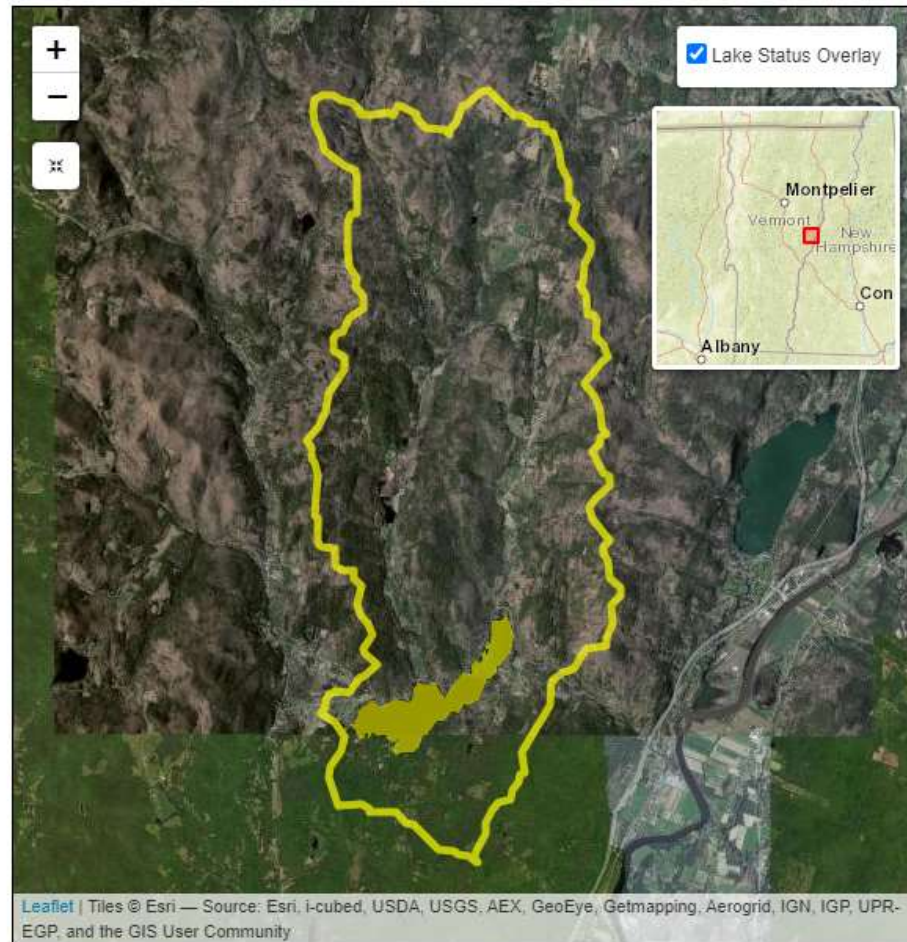 +
−
Lake Status Overlay
Montpelier
Vermont
New
Hampshire
Con
Albany
Leaflet | Tiles © Esri — Source: Esri, i-cubed, USDA, USGS, AEX, GeoEye, Getmapping, Aerogrid, IGN, IGP, UPR-
EGP, and the GIS User Community